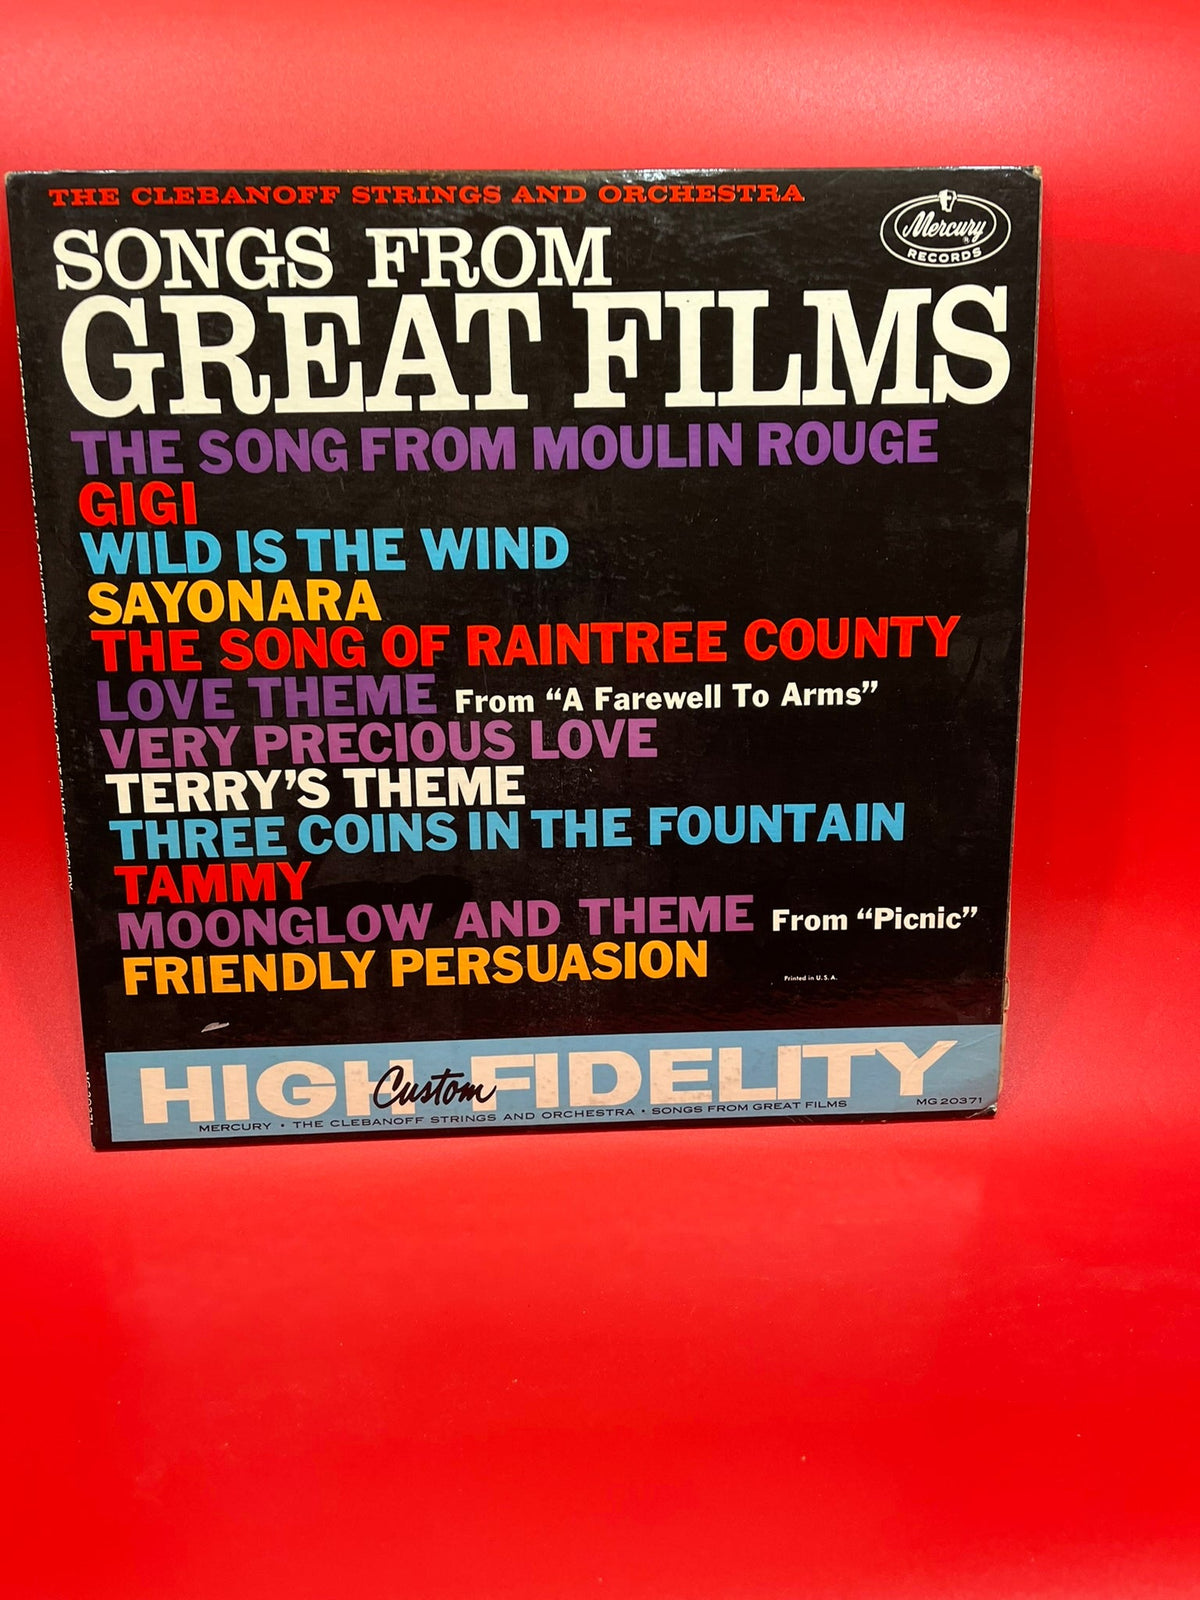 THE CLEBANOFF STRINGS AND ORCHESTRA
Mercury
RECORDS
SONGS FROM
GREAT FILMS
THE SONG FROM MOULIN ROUGE
GIGI
WILD IS THE WIND
SAYONARA
THE SONG OF RAINTREE COUNTY
LOVE THEME From “A Farewell To Arms”
VERY PRECIOUS LOVE
TERRY’S THEME
THREE COINS IN THE FOUNTAIN
TAMMY
MOONGLOW AND THEME From “Picnic”
FRIENDLY PERSUASION
Printed in U. S. A.
HIGH FIDELITY
Custom
MERCURY • THE CLEBANOFF STRINGS AND ORCHESTRA • SONGS FROM GREAT FILMS MG 20371